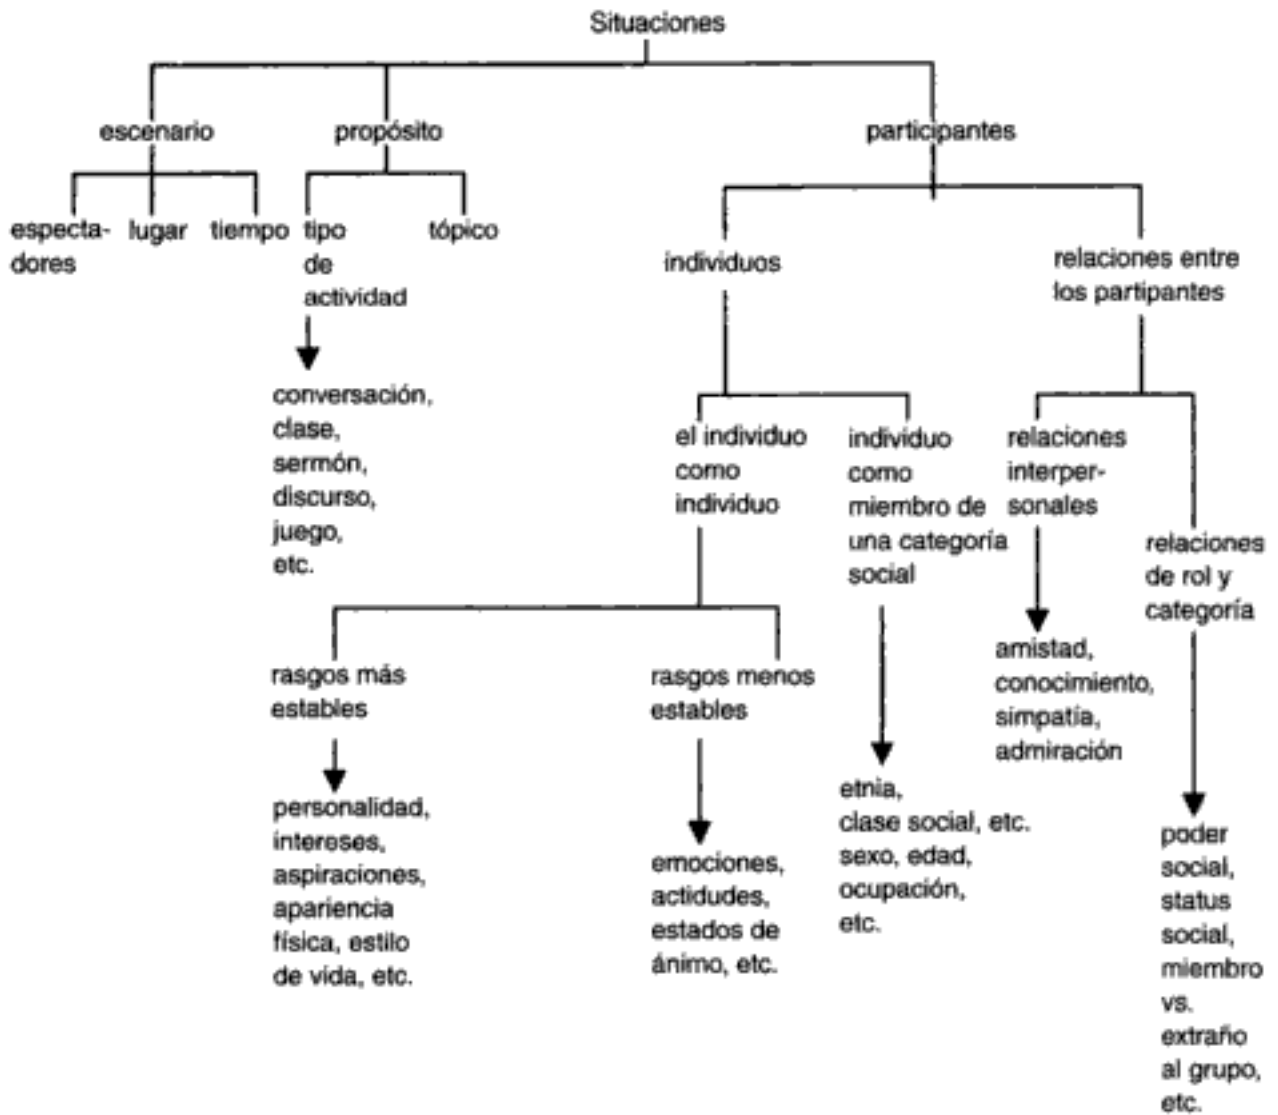 Situaciones
escenario
propósito
participantes
especta-
dores
lugar
tiempo
tipo
de
actividad
tópico
individuos
relaciones entre
los partipantes
conversación,
clase,
sermón,
discurso,
juego,
etc.
el individuo
como
individuo
individuo
como
miembro de
una categoría
social
relaciones
interper-
sonales
relaciones
de rol y
categoría
rasgos más
estables
rasgos menos
estables
amistad,
conocimiento,
simpatía,
admiración
personalidad,
intereses,
aspiraciones,
apariencia
física, estilo
de vida, etc.
emociones,
actidudes,
estados de
ánimo, etc.
etnia,
clase social, etc.
sexo, edad,
ocupación,
etc.
poder
social,
status
social,
miembro
vs.
extraño
al grupo,
etc.